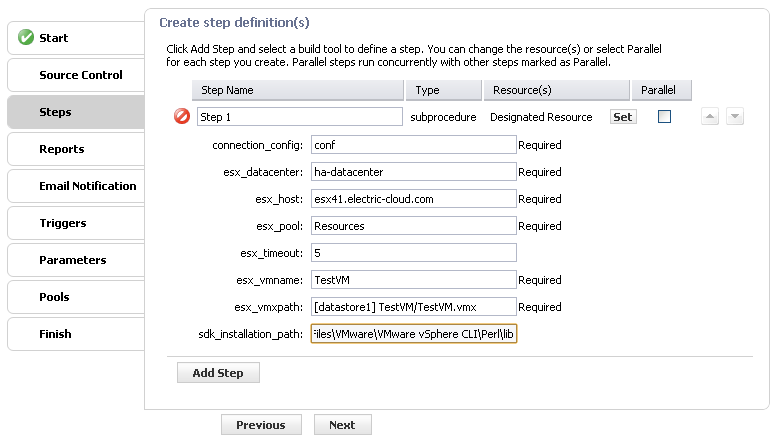 Create step definition(s)
Click Add Step and select a build tool to define a step. You can change the resource(s) or select Parallel
for each step you create. Parallel steps run concurrently with other steps marked as Parallel.
Start
Source Control
Steps
Reports
Email Notification
Triggers
Parameters
Pools
Finish
Step Name Type Resource(s) Parallel
Step 1 subprocedure Designated Resource Set
connection_config: conf Required
esx_datacenter: ha-datacenter Required
esx_host: esx41.electric-cloud.com Required
esx_pool: Resources Required
esx_timeout: 5
esx_vmname: TestVM Required
esx_vmxpath: [datastore1] TestVM/TestVM.vmx Required
sdk_installation_path: Files\VMware\VMware vSphere CLI\Perl\lib
Add Step
Previous Next